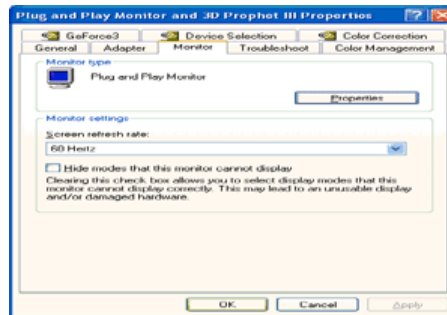 Plug and Play Monitor and 3D Prophet III Properties
GeForce3 Device Selection Color Correction
General Adapter Monitor Troubleshoot Color Management
Monitor type
Plug and Play Monitor
Properties
Monitor settings
Screen refresh rate:
60 Hertz
Hide modes that this monitor cannot display
Clearing this check box allows you to select display modes that this
monitor cannot display correctly. This may lead to an unusable display
and/or damaged hardware.
OK Cancel Apply